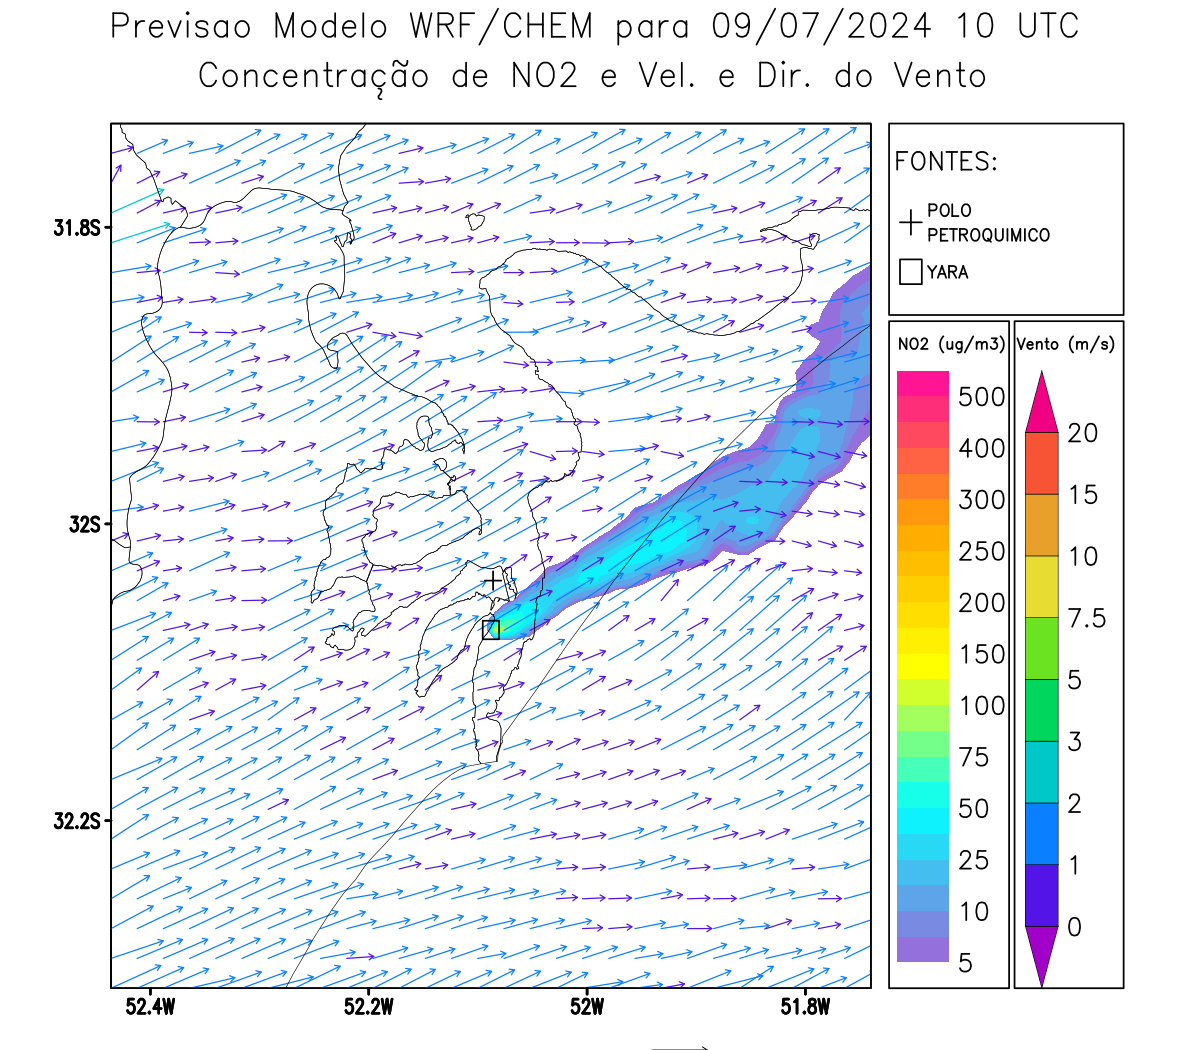 Previsao Modelo WRF/CHEM para 09/07/2024 10 UTC
Concentração de NO2 e Vel. e Dir. do Vento
FONTES:
POLO
PETROQUIMICO
YARA
NO2 (ug/m3)
500
400
300
250
200
150
100
75
50
25
10
5
Vento (m/s)
20
15
10
7.5
5
3
2
1
0
31.8S
32S
32.2S
52.4W
52.2W
52W
51.8W